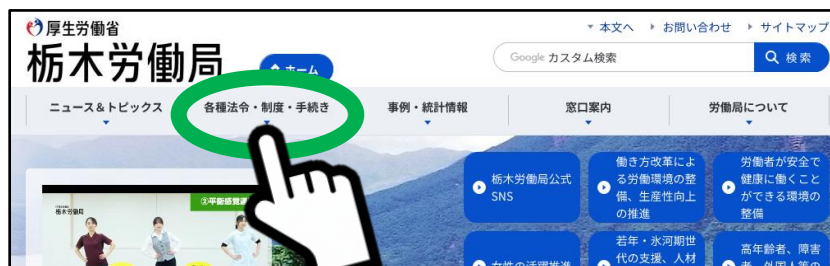 厚生労働省
栃木労働局
ホーム
本文へ お問い合わせ サイトマップ
Google カスタム検索
検索
ニュース＆トピックス 各種法令・制度・手続き 事例・統計情報 窓口案内 労働局について
栃木労働局公式
SNS
働き方改革によ
る労働環境の整
備、生産性向上
の推進
労働者が安全で
健康に働くこと
ができる環境の
整備
栃木労働局
②平衡感覚
女性の活躍推進
若年・氷河期世
代の支援、人材
高年齢者、障害
者、外国人等の